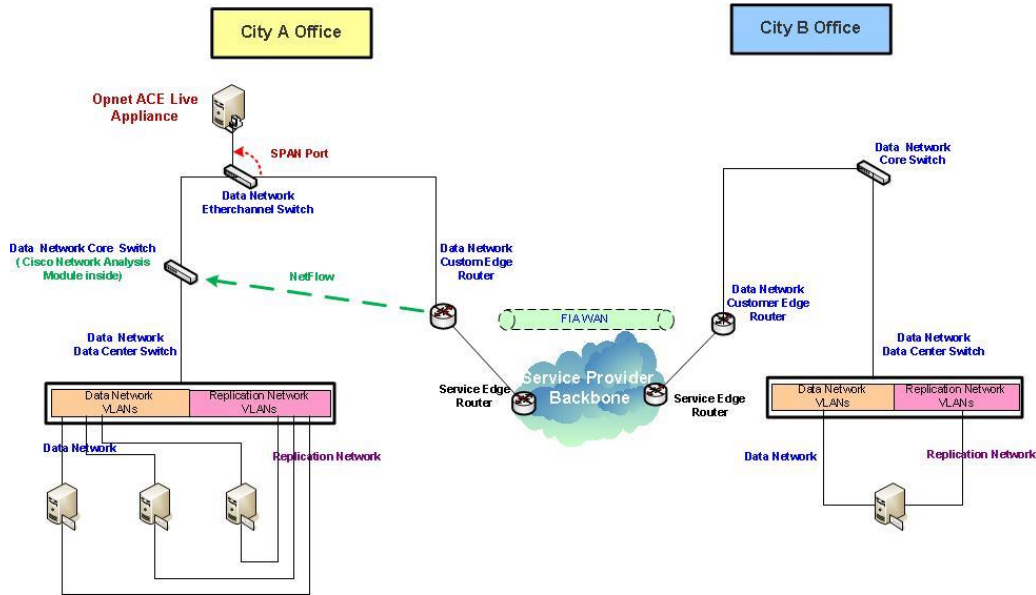 City A Office
City B Office
Opnet ACE Live
Appliance
SPAN Port
Data Network
Etherchannel Switch
Data Network
Core Switch
Data Network Core Switch
( Cisco Network Analysis
Module inside)
NetFlow
Data Network
Custom Edge
Router
FIA WAN
Data Network
Customer Edge
Router
Data Network
Data Center Switch
Service Edge
Router
Service Provider
Backbone
Service Edge
Router
Data Network
Data Center Switch
Data Network
VLANs
Replication Network
VLANs
Data Network
VLANs
Replication Network
VLANs
Data Network
Replication Network
Data Network
Replication Network